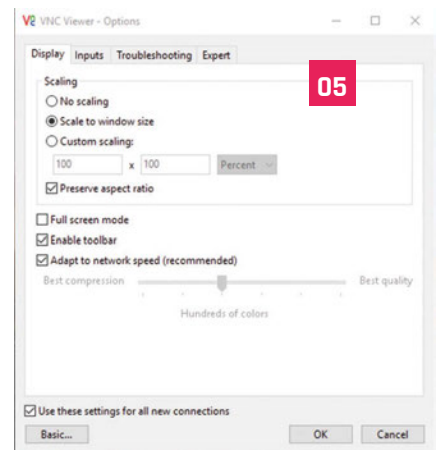 VNC Viewer - Options
Display Inputs Troubleshooting Expert
05
Scaling
No scaling
Scale to window size
Custom scaling:
100 x 100 Percent
Preserve aspect ratio
Full screen mode
Enable toolbar
Adapt to network speed (recommended)
Best compression Best quality
Hundreds of colors
Use these settings for all new connections
Basic... OK Cancel